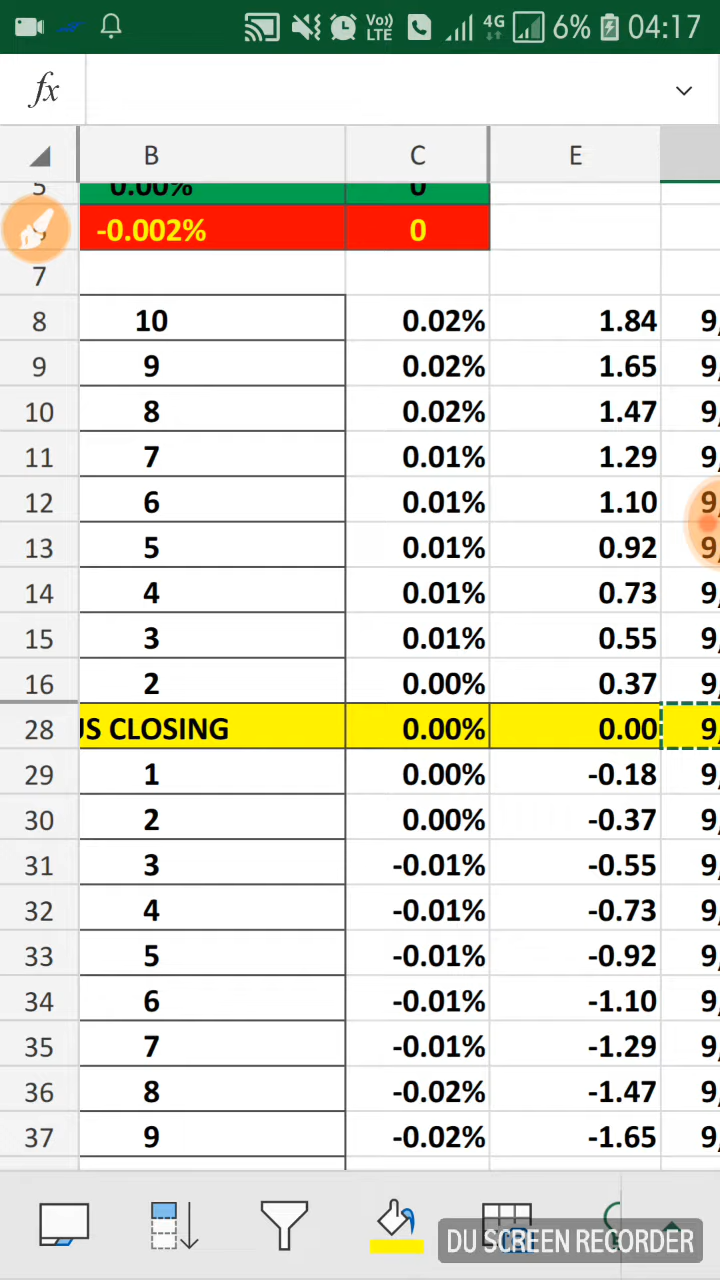 Vo)) LTE 4G 6% 04:17
fx
B C E
5 0.00% 0
-0.002% 0
7
8 10 0.02% 1.84 9,
9 9 0.02% 1.65 9,
10 8 0.02% 1.47 9,
11 7 0.01% 1.29 9,
12 6 0.01% 1.10 9,
13 5 0.01% 0.92 9,
14 4 0.01% 0.73 9,
15 3 0.01% 0.55 9,
16 2 0.00% 0.37 9,
28 US CLOSING 0.00% 0.00 9,
29 1 0.00% -0.18 9,
30 2 0.00% -0.37 9,
31 3 -0.01% -0.55 9,
32 4 -0.01% -0.73 9,
33 5 -0.01% -0.92 9,
34 6 -0.01% -1.10 9,
35 7 -0.01% -1.29 9,
36 8 -0.02% -1.47 9,
37 9 -0.02% -1.65 9,
DU SCREEN RECORDER